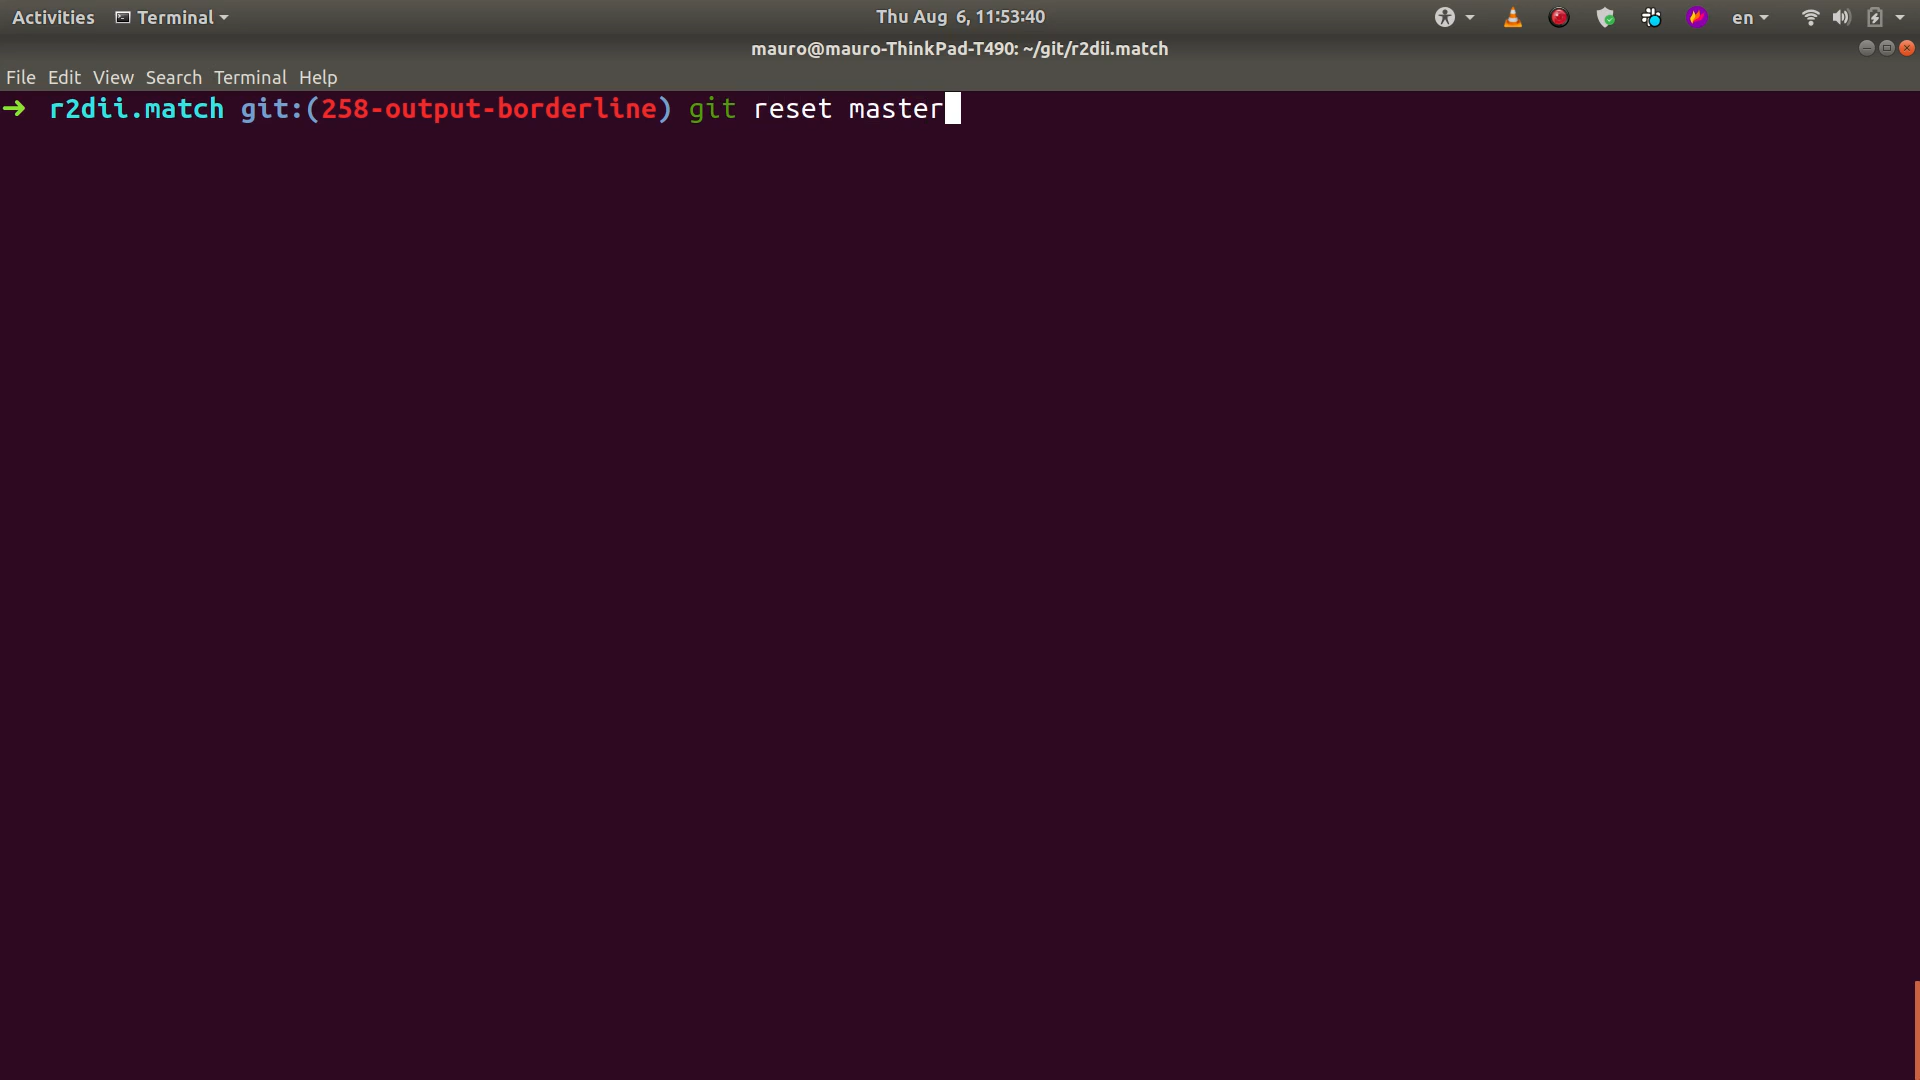 Activities Terminal Thu Aug 6, 11:53:40 en
mauro@mauro-ThinkPad-T490: ~/git/r2dii.match
File Edit View Search Terminal Help
➜ r2dii.match git:(258-output-borderline) git reset master